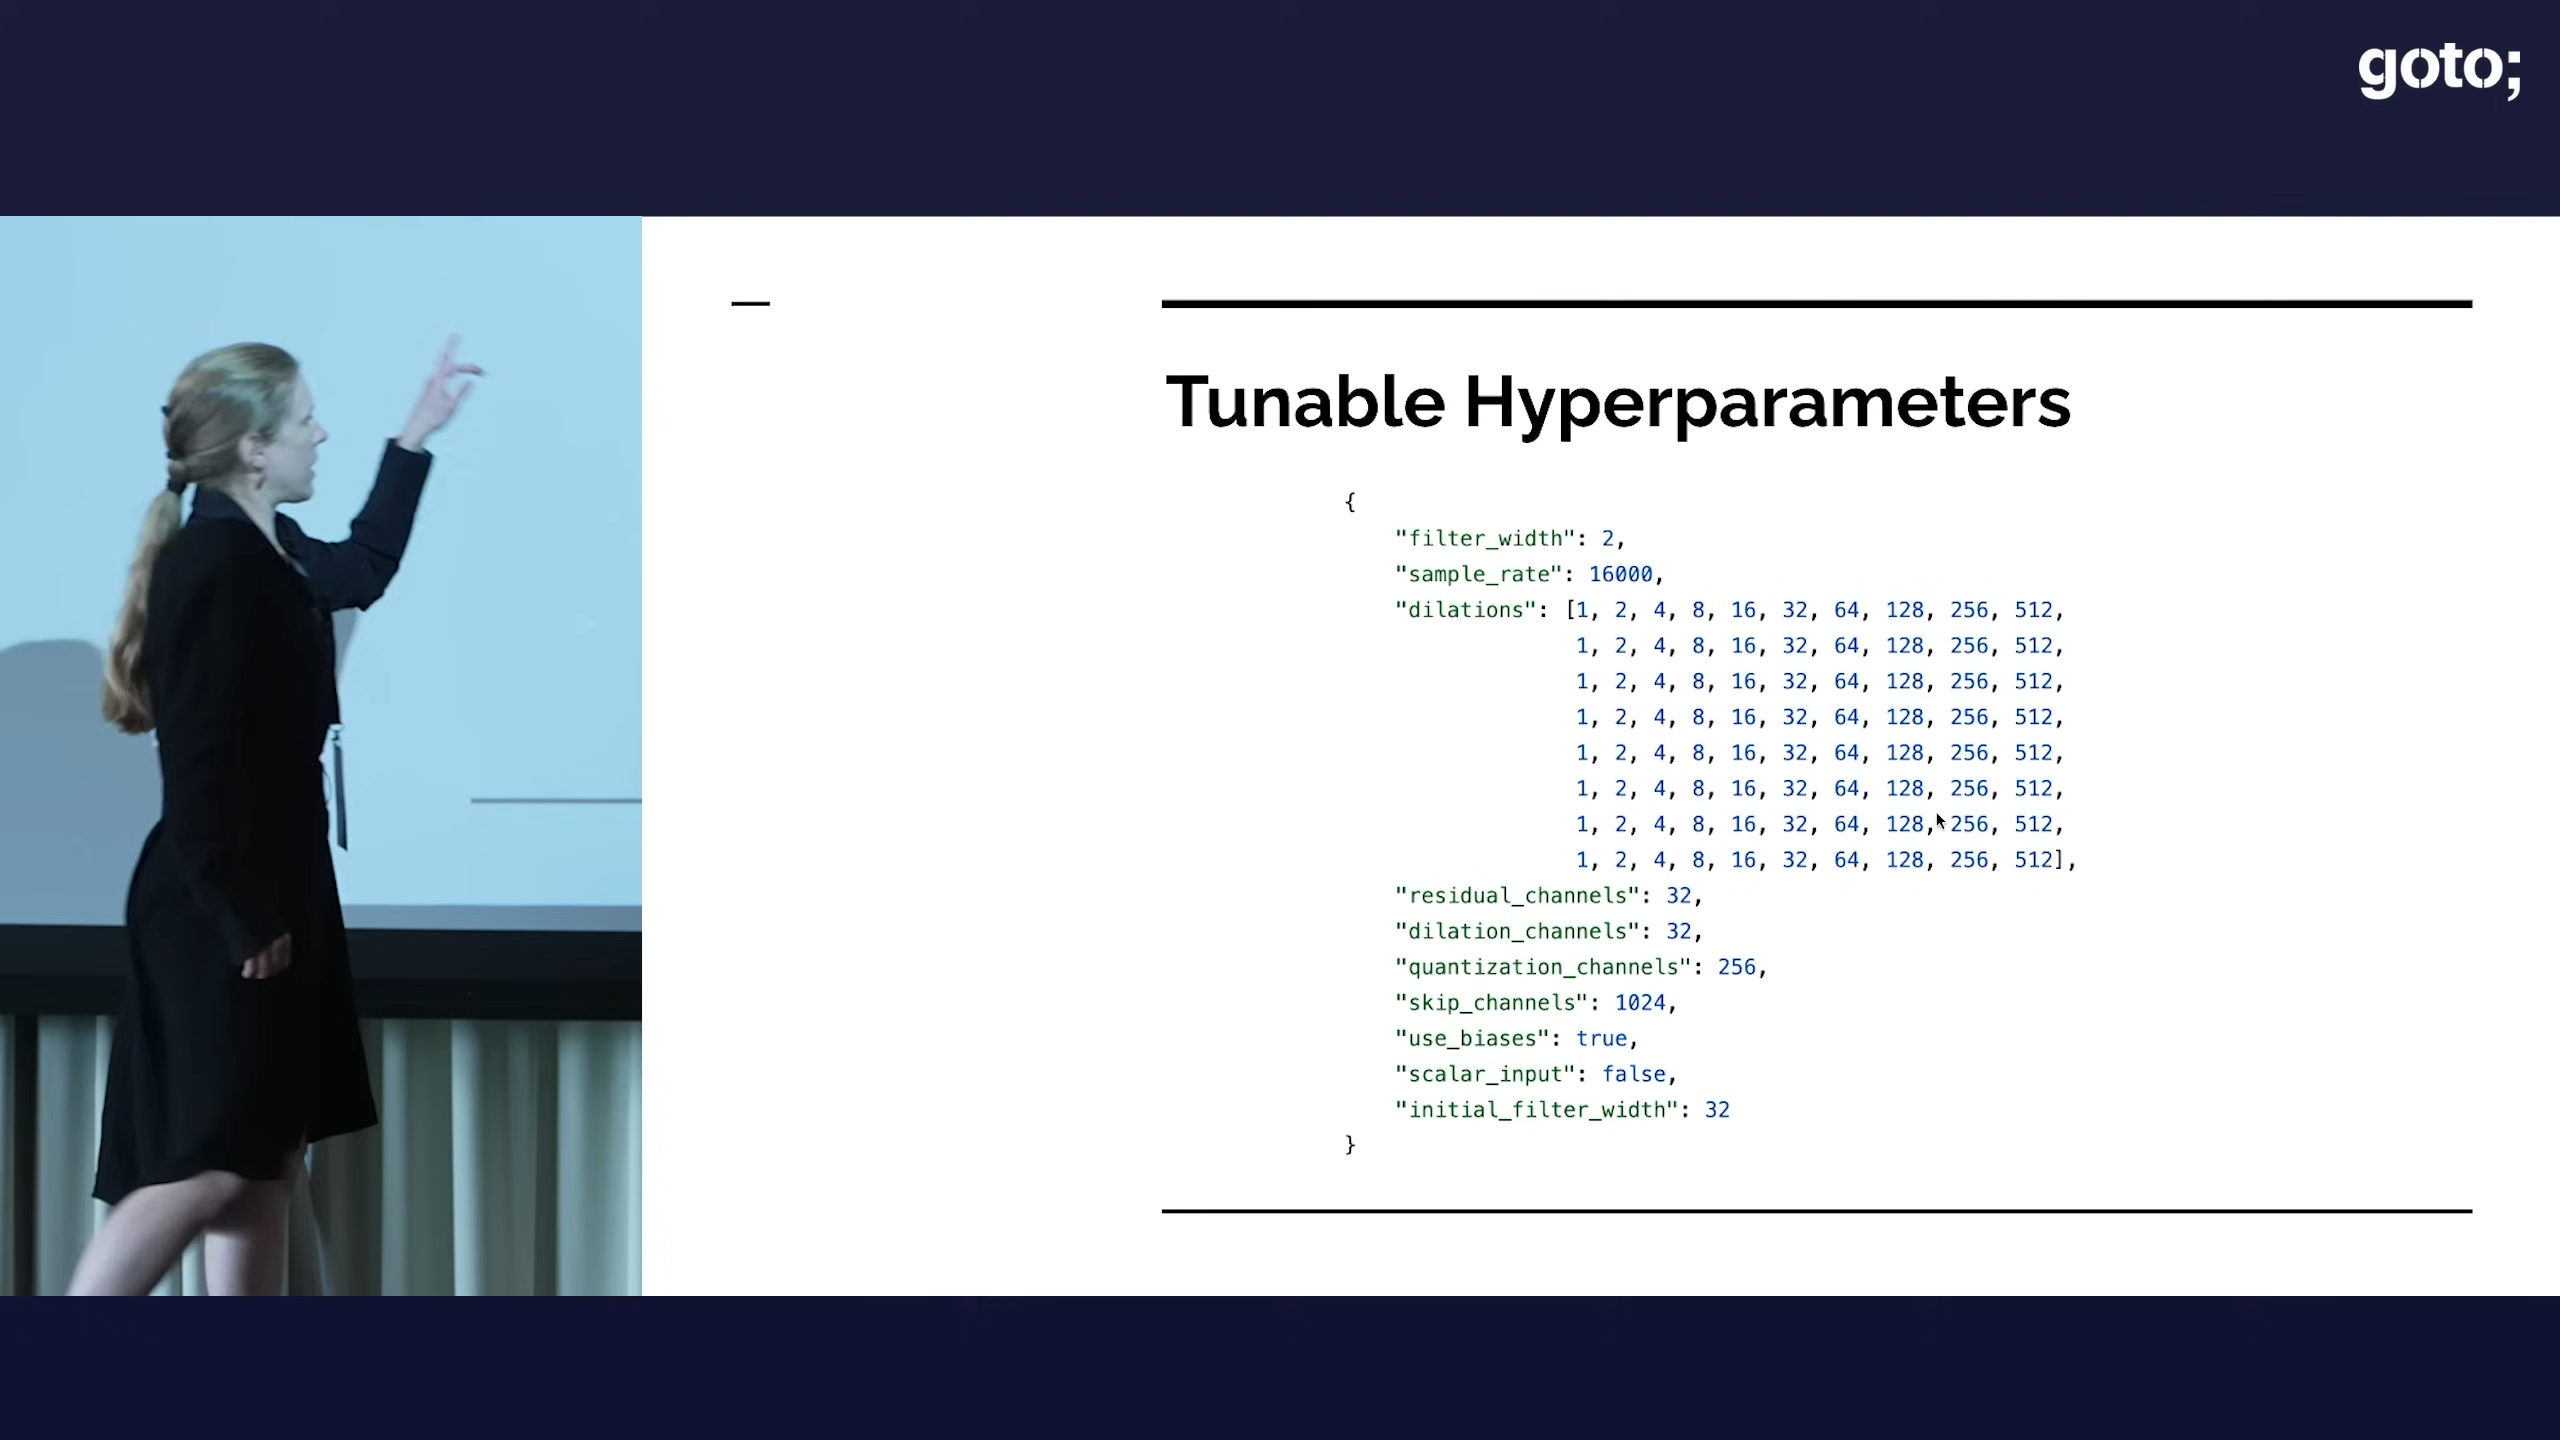 goto;
Tunable Hyperparameters
{
"filter_width": 2,
"sample_rate": 16000,
"dilations": [1, 2, 4, 8, 16, 32, 64, 128, 256, 512,
1, 2, 4, 8, 16, 32, 64, 128, 256, 512,
1, 2, 4, 8, 16, 32, 64, 128, 256, 512,
1, 2, 4, 8, 16, 32, 64, 128, 256, 512,
1, 2, 4, 8, 16, 32, 64, 128, 256, 512,
1, 2, 4, 8, 16, 32, 64, 128, 256, 512,
1, 2, 4, 8, 16, 32, 64, 128, 256, 512,
1, 2, 4, 8, 16, 32, 64, 128, 256, 512],
"residual_channels": 32,
"dilation_channels": 32,
"quantization_channels": 256,
"skip_channels": 1024,
"use_biases": true,
"scalar_input": false,
"initial_filter_width": 32
}